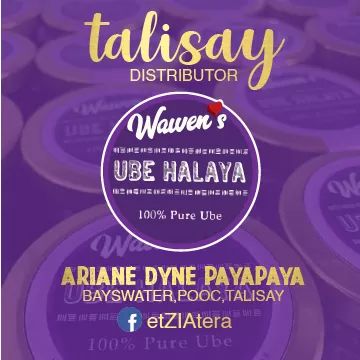 talisay
DISTRIBUTOR
Wawen's
UBE HALAYA
100% Pure Ube
ARIANE DYNE PAYAPAYA
BAYSWATER,POOC,TALISAY
etZIAtera